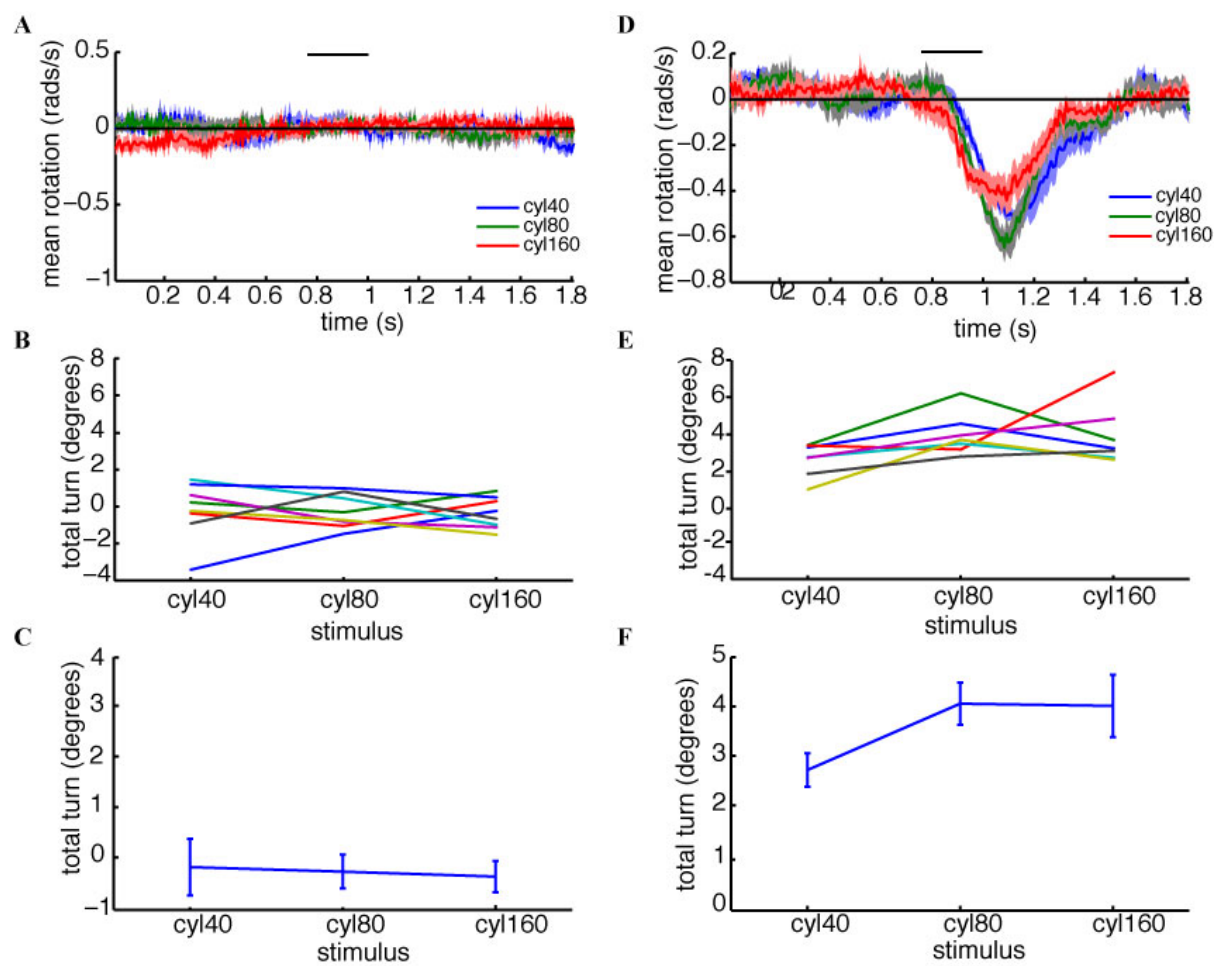 A
mean rotation (rads/s)
0.5
0
−0.5
−1
cyl40
cyl80
cyl160
0.2 0.4 0.6 0.8 1 1.2 1.4 1.6 1.8
time (s)
D
mean rotation (rads/s)
0.2
0
−0.2
−0.4
−0.6
−0.8
cyl40
cyl80
cyl160
0.2 0.4 0.6 0.8 1 1.2 1.4 1.6 1.8
time (s)
B
total turn (degrees)
8
6
4
2
0
−2
−4
cyl40 cyl80 cyl160
stimulus
E
total turn (degrees)
8
6
4
2
0
-2
-4
cyl40 cyl80 cyl160
stimulus
C
total turn (degrees)
4
3
2
1
0
−1
cyl40 cyl80 cyl160
stimulus
F
total turn (degrees)
5
4
3
2
1
0
cyl40 cyl80 cyl160
stimulus